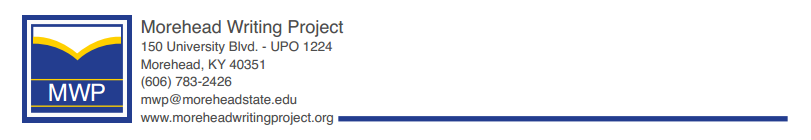 Morehead Writing Project
150 University Blvd. - UPO 1224
Morehead, KY 40351
(606) 783-2426
MWP
mwp@moreheadstate.edu
www.moreheadwritingproject.org